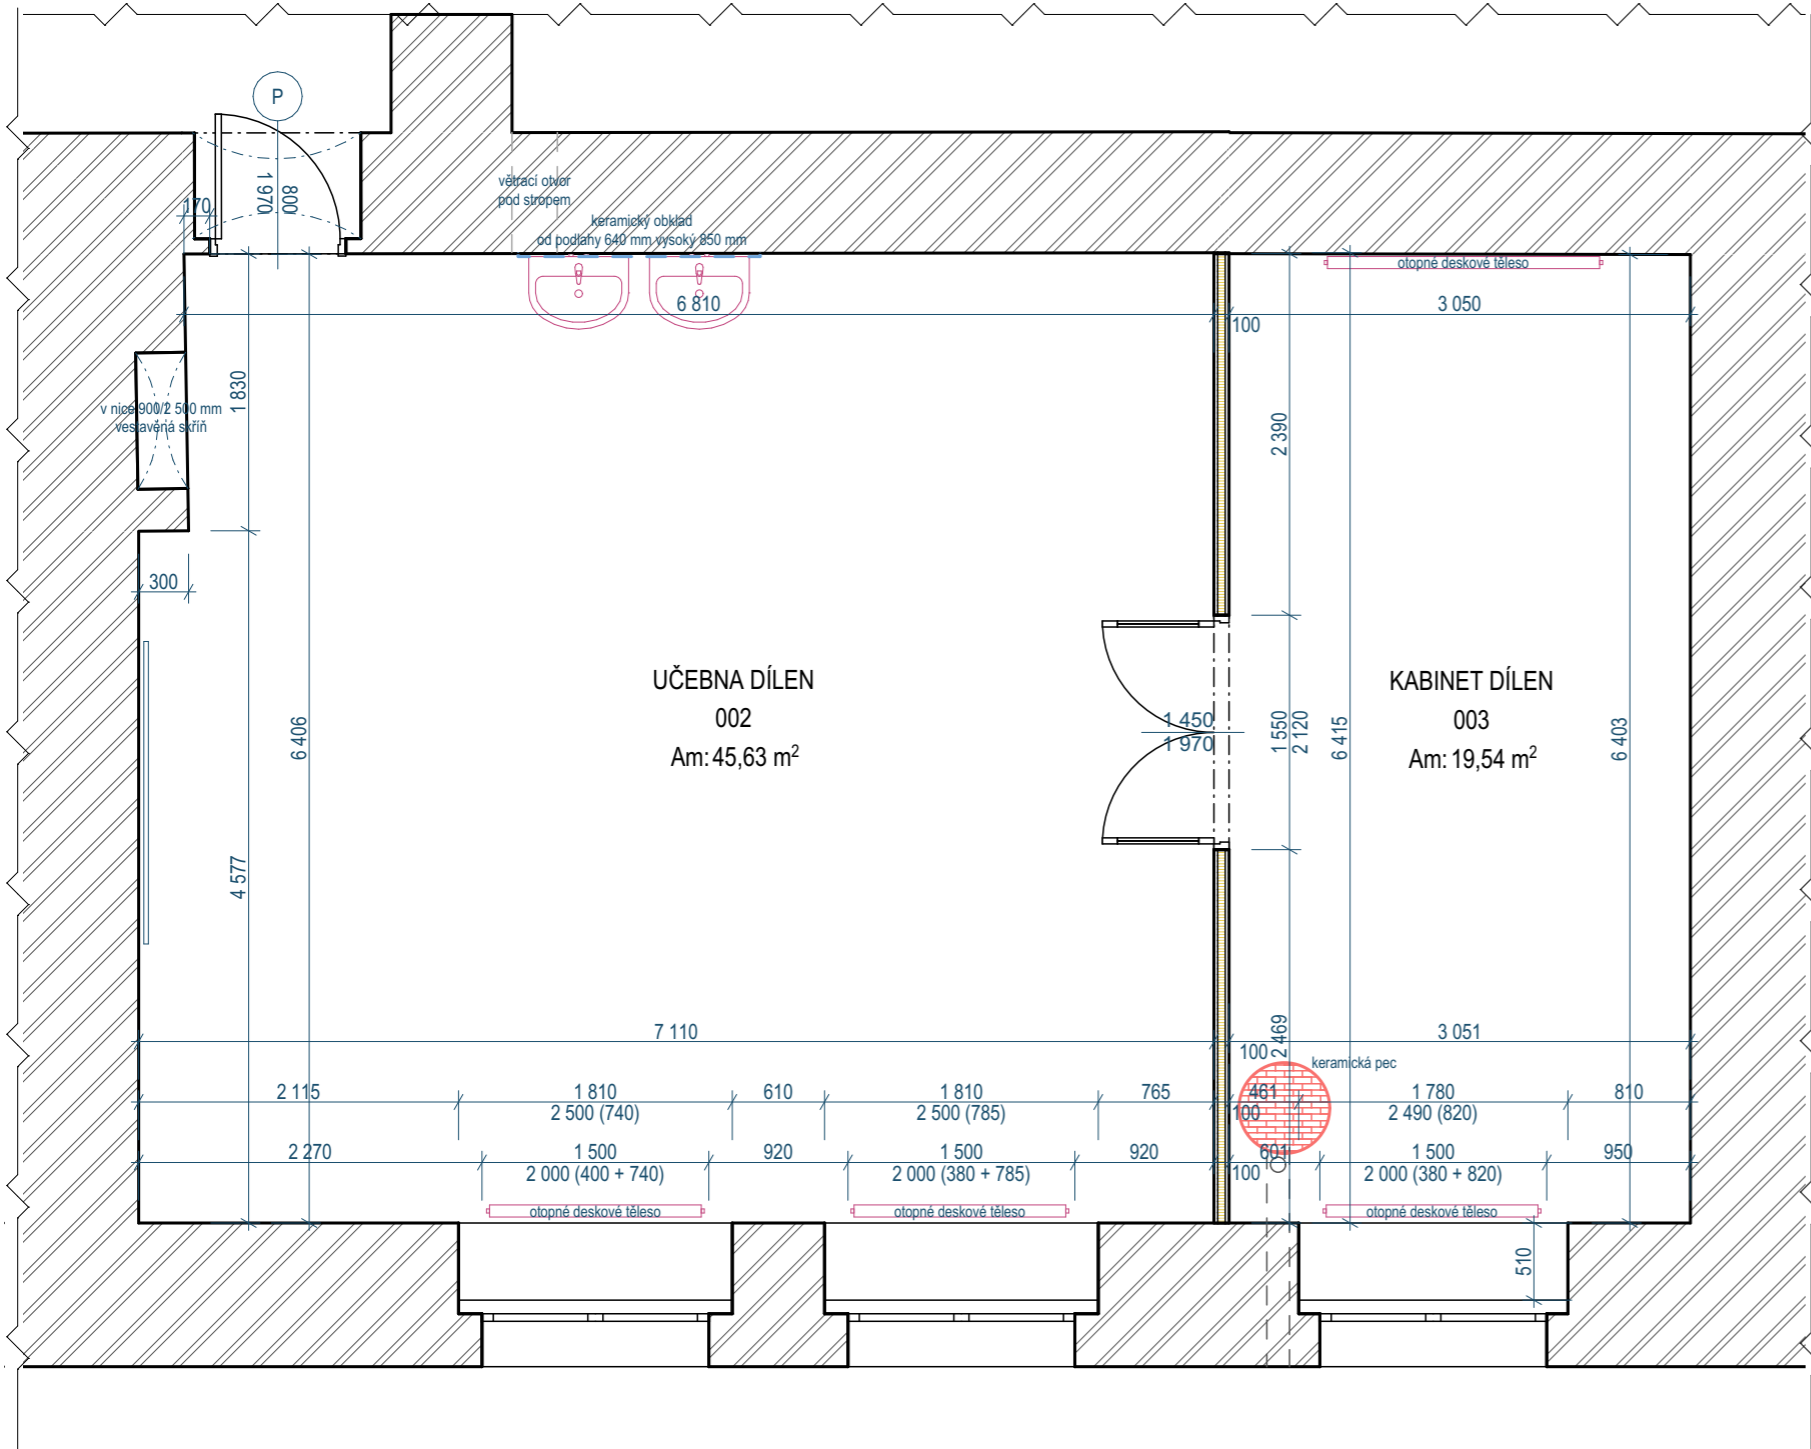 P
800
1 970
170
větrací otvor
pod stropem
keramický obklad
od podlahy 640 mm vysoký 850 mm
otopné deskové těleso
6 810
100
3 050
1 830
v nice 900/2 500 mm
vestavěná skříň
2 390
300
UČEBNA DÍLEN
002
Am: 45,63 m²
KABINET DÍLEN
003
Am: 19,54 m²
6 406
1 450
1 970
1 550
2 120
6 415
6 403
4 577
7 110
2 469
100
3 051
keramická pec
2 115
1 810
2 500 (740)
610
1 810
2 500 (785)
765
461
100
1 780
2 490 (820)
810
2 270
1 500
2 000 (400 + 740)
920
1 500
2 000 (380 + 785)
920
601
100
1 500
2 000 (380 + 820)
950
otopné deskové těleso
otopné deskové těleso
otopné deskové těleso
510